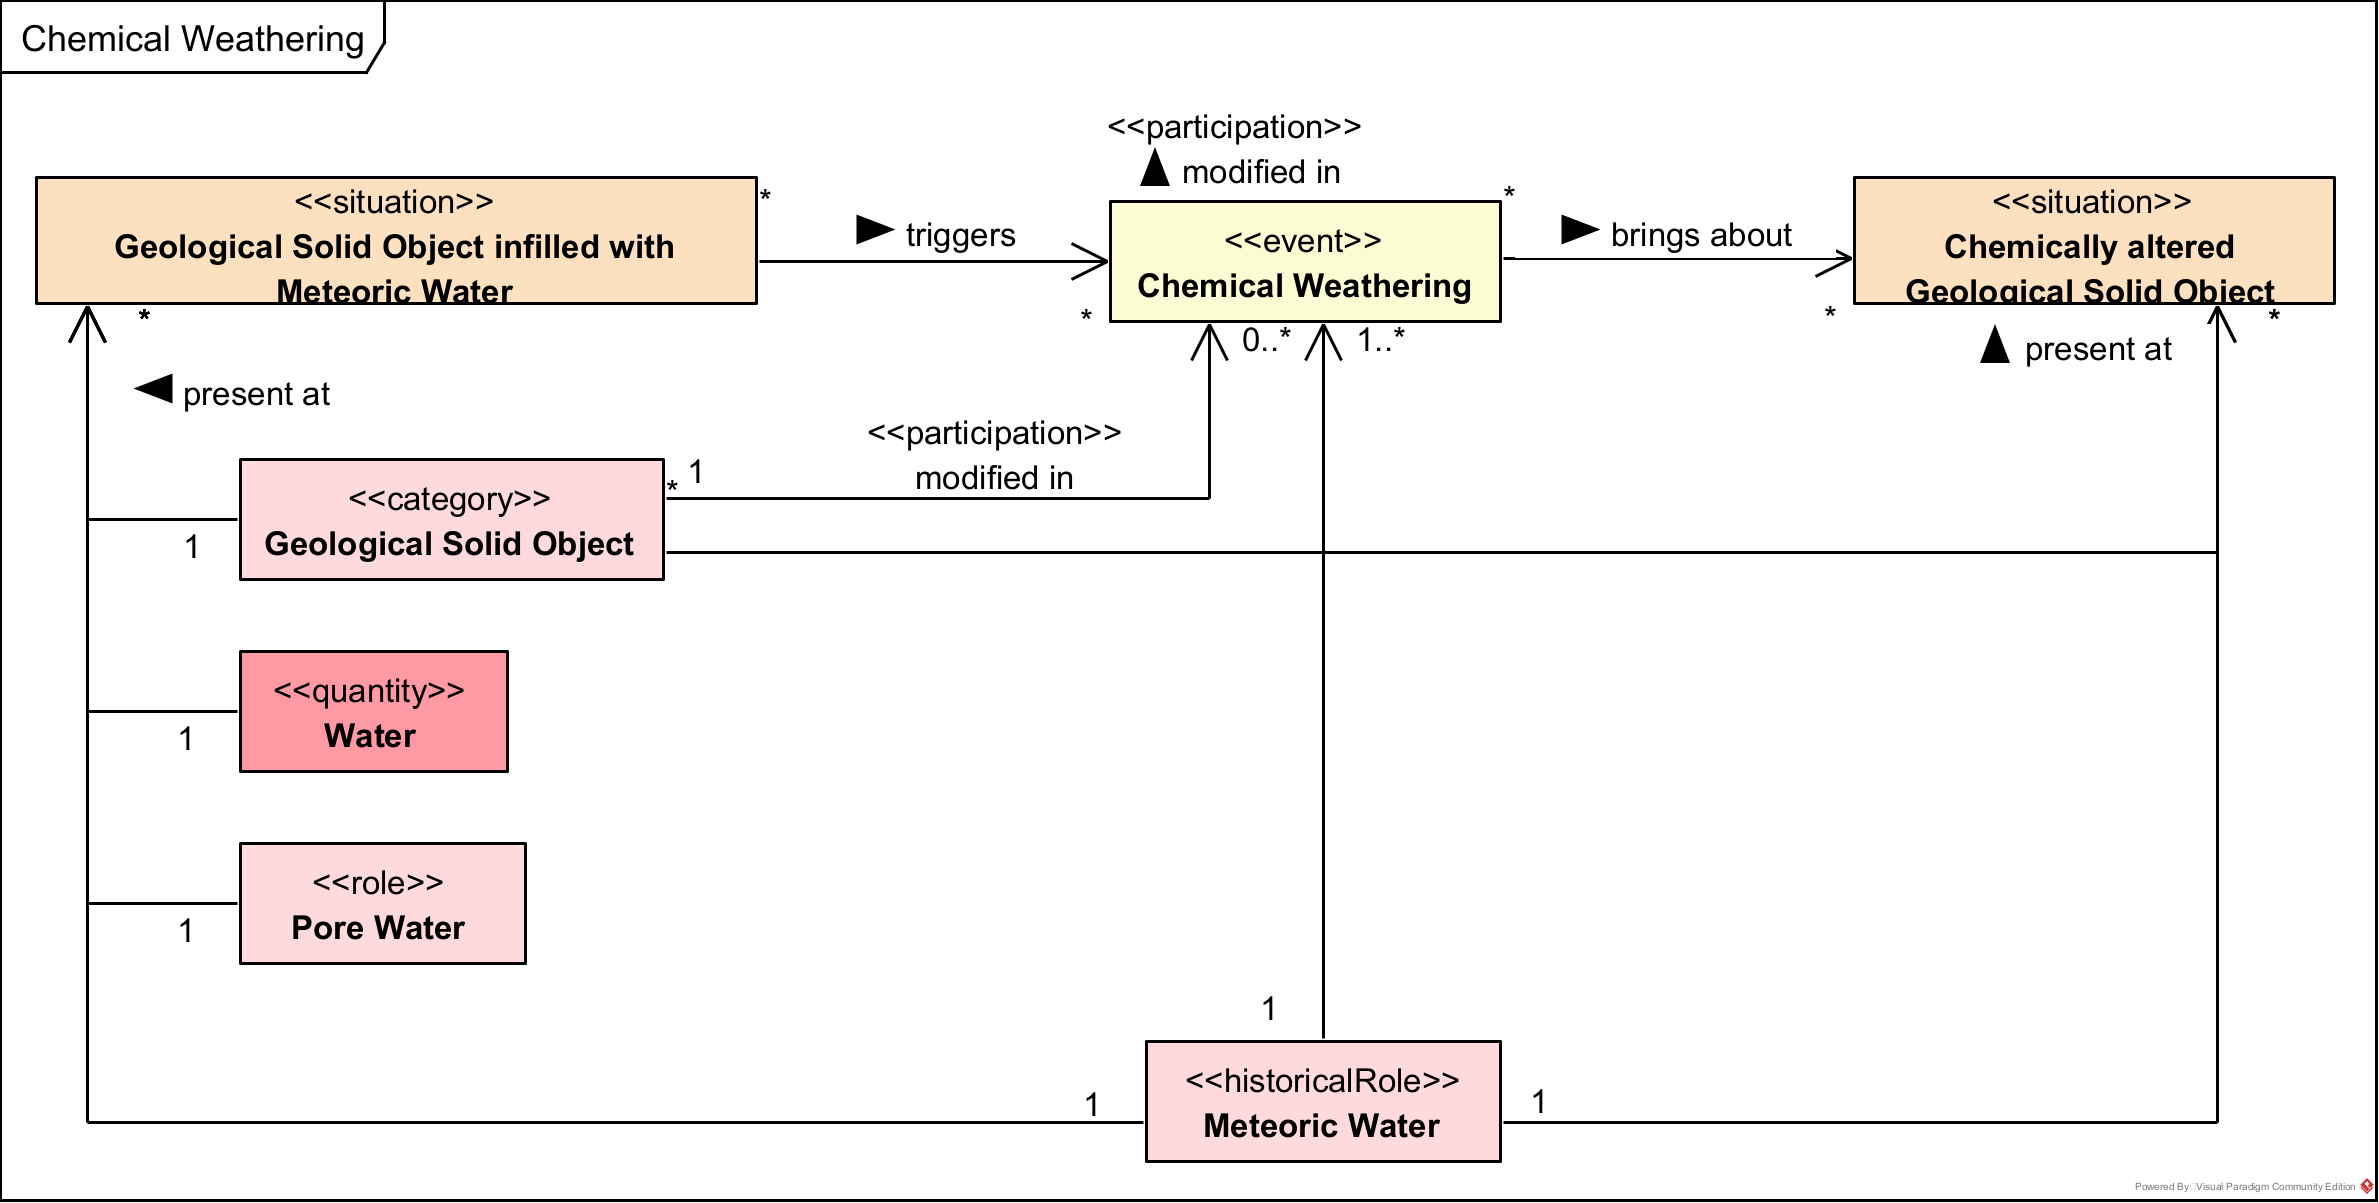 Chemical Weathering
<<participation>>
modified in
<<situation>>
Geological Solid Object infilled with
Meteoric Water
*
triggers
*
<<event>>
Chemical Weathering
*
brings about
*
<<situation>>
Chemically altered
Geological Solid Object
*
0..*
1..*
*
present at
present at
<<participation>>
modified in
<<category>>
Geological Solid Object
* 1
1
<<quantity>>
Water
1
<<role>>
Pore Water
1
1
<<historicalRole>>
Meteoric Water
1
1
Powered By Visual Paradigm Community Edition